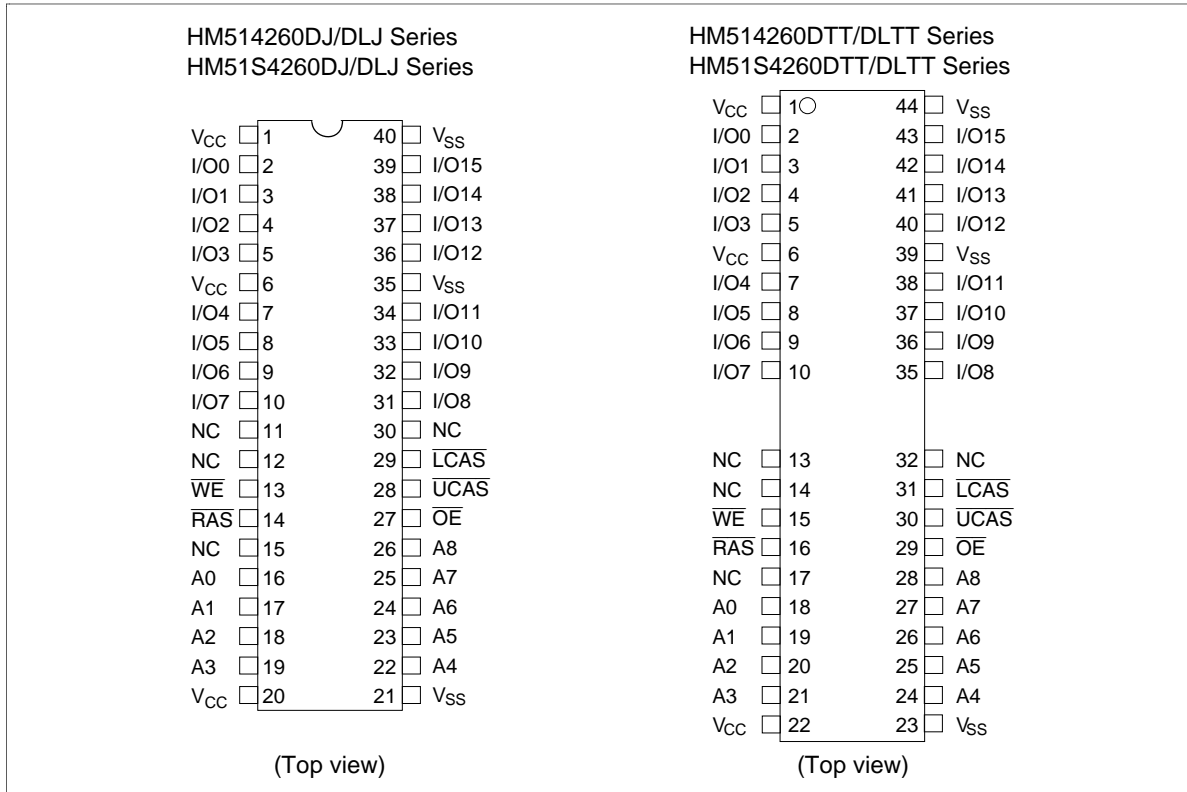 HM514260DJ/DLJ Series
HM51S4260DJ/DLJ Series
VCC 1 40 VSS
I/O0 2 39 I/O15
I/O1 3 38 I/O14
I/O2 4 37 I/O13
I/O3 5 36 I/O12
VCC 6 35 VSS
I/O4 7 34 I/O11
I/O5 8 33 I/O10
I/O6 9 32 I/O9
I/O7 10 31 I/O8
NC 11 30 NC
NC 12 29 LCAS
WE 13 28 UCAS
RAS 14 27 OE
NC 15 26 A8
A0 16 25 A7
A1 17 24 A6
A2 18 23 A5
A3 19 22 A4
VCC 20 21 VSS
(Top view)
HM514260DTT/DLTT Series
HM51S4260DTT/DLTT Series
VCC 1 44 VSS
I/O0 2 43 I/O15
I/O1 3 42 I/O14
I/O2 4 41 I/O13
I/O3 5 40 I/O12
VCC 6 39 VSS
I/O4 7 38 I/O11
I/O5 8 37 I/O10
I/O6 9 36 I/O9
I/O7 10 35 I/O8
NC 13 32 NC
NC 14 31 LCAS
WE 15 30 UCAS
RAS 16 29 OE
NC 17 28 A8
A0 18 27 A7
A1 19 26 A6
A2 20 25 A5
A3 21 24 A4
VCC 22 23 VSS
(Top view)